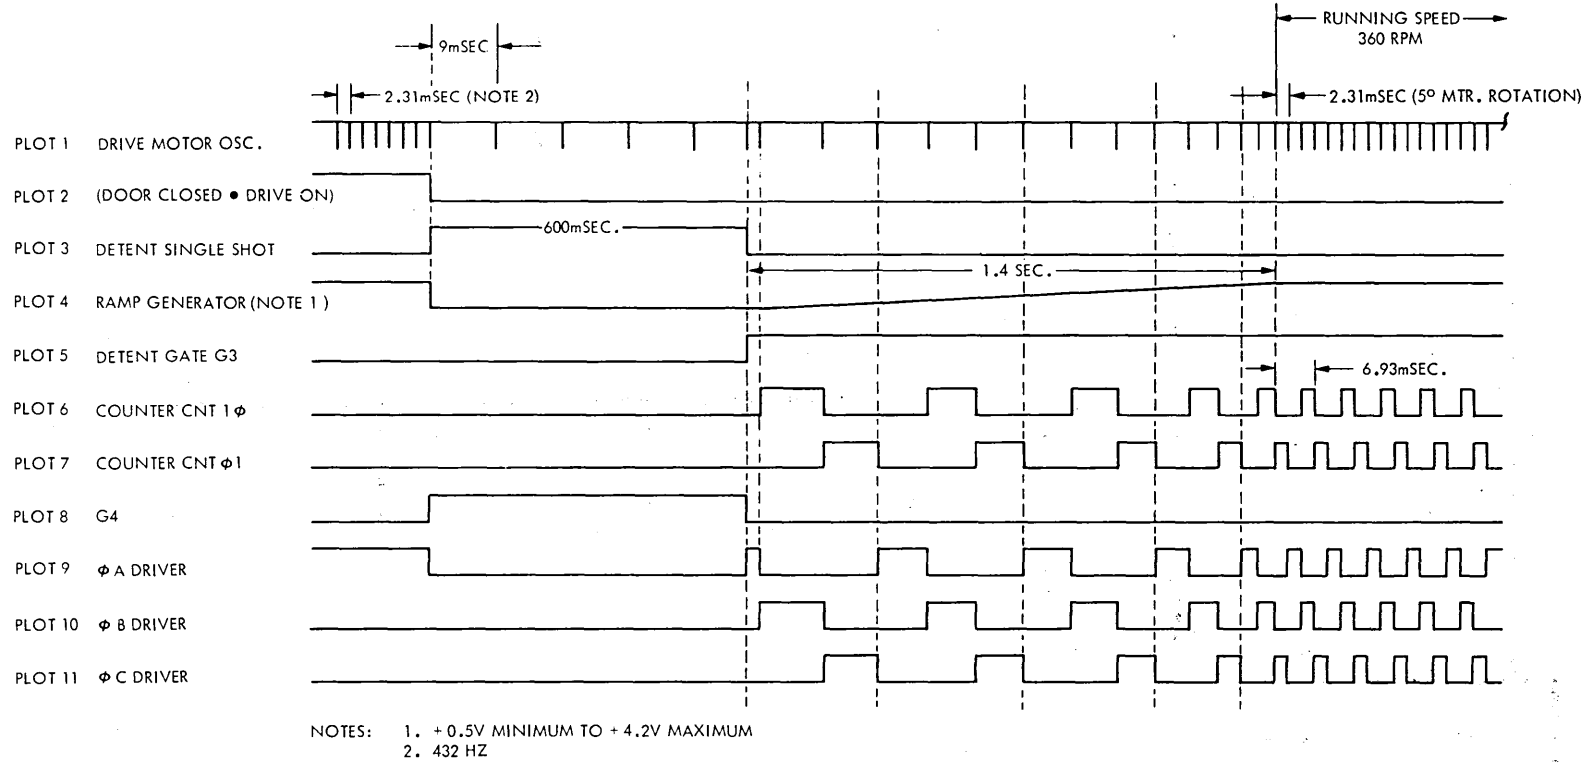 RUNNING SPEED
360 RPM
9mSEC
2.31mSEC (NOTE 2)
2.31mSEC (5° MTR. ROTATION)
PLOT 1 DRIVE MOTOR OSC.
PLOT 2 (DOOR CLOSED • DRIVE ON)
PLOT 3 DETENT SINGLE SHOT
600mSEC.
1.4 SEC.
PLOT 4 RAMP GENERATOR (NOTE 1)
PLOT 5 DETENT GATE G3
6.93mSEC.
PLOT 6 COUNTER CNT 1ϕ
PLOT 7 COUNTER CNT ϕ1
PLOT 8 G4
PLOT 9 ϕ A DRIVER
PLOT 10 ϕ B DRIVER
PLOT 11 ϕ C DRIVER
NOTES: 1. + 0.5V MINIMUM TO + 4.2V MAXIMUM
2. 432 HZ